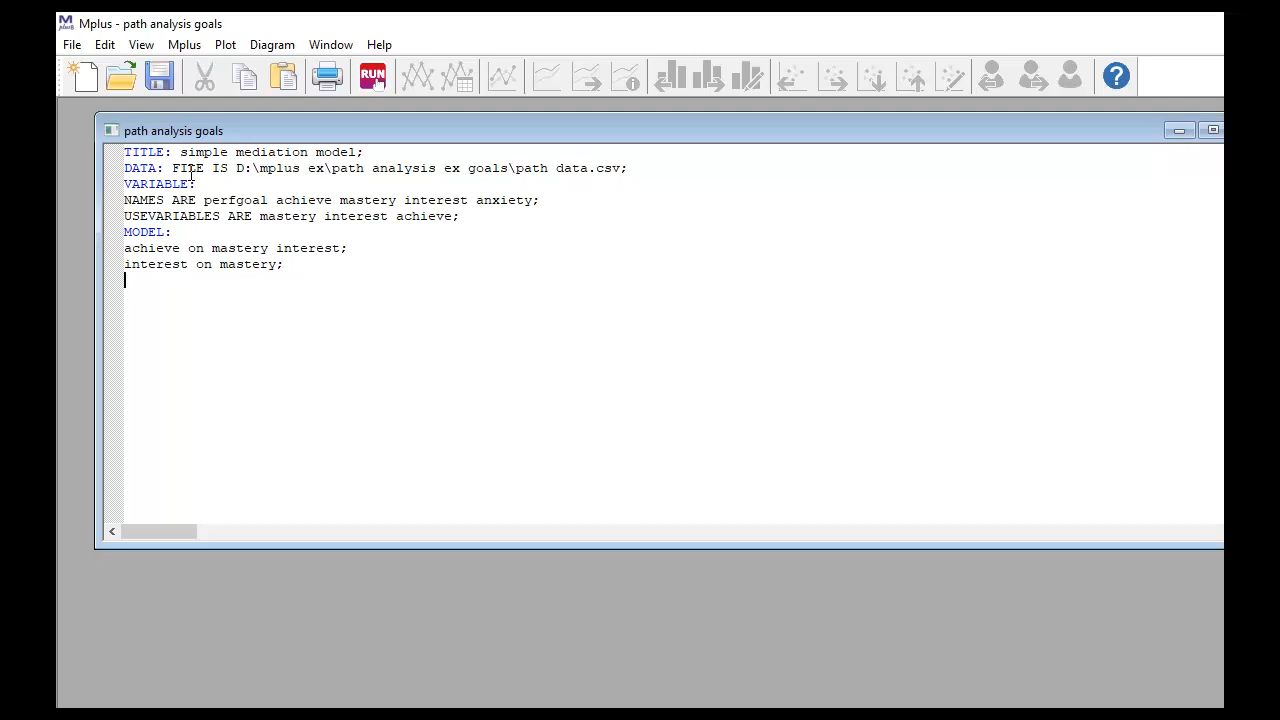 Mplus - path analysis goals
File Edit View Mplus Plot Diagram Window Help
RUN
path analysis goals
TITLE: simple mediation model;
DATA: FILE IS D:\mplus ex\path analysis ex goals\path data.csv;
VARIABLE:
NAMES ARE perfgoal achieve mastery interest anxiety;
USEVARIABLES ARE mastery interest achieve;
MODEL:
achieve on mastery interest;
interest on mastery;